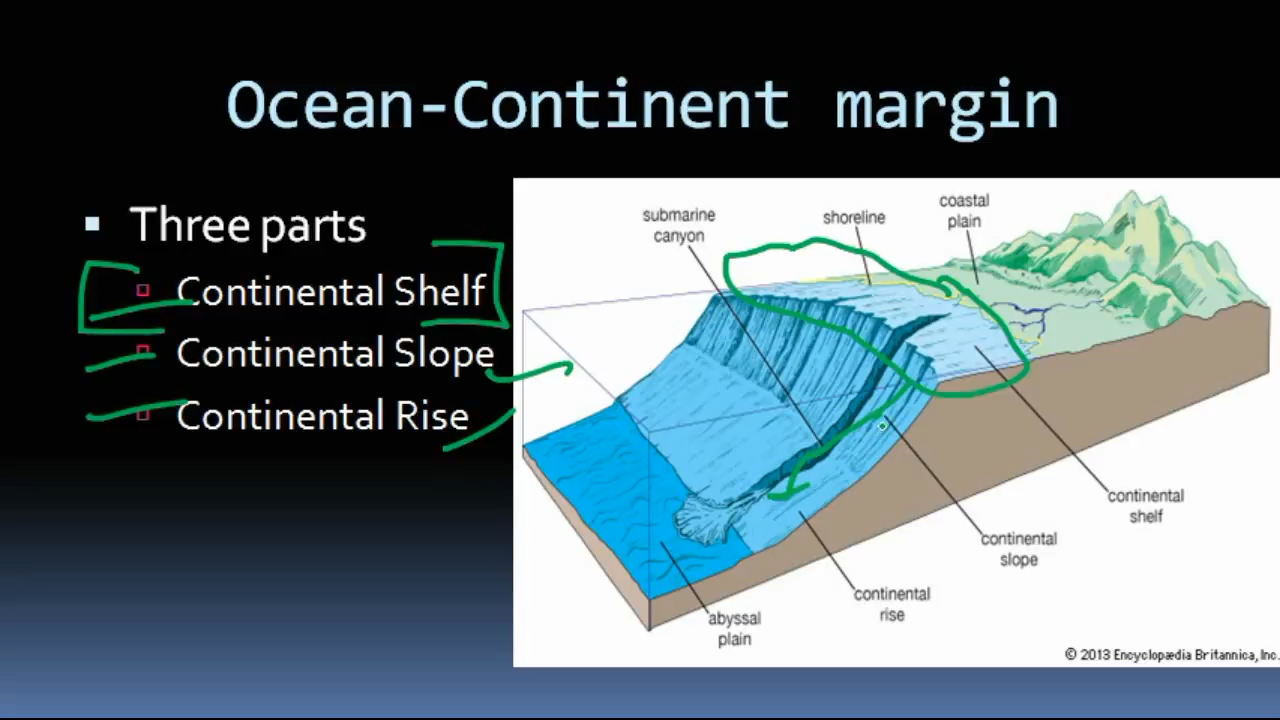 Ocean-Continent margin
Three parts
Continental Shelf
Continental Slope
Continental Rise
submarine
canyon
shoreline
coastal
plain
continental
shelf
continental
slope
continental
rise
abyssal
plain
© 2013 Encyclopædia Britannica, Inc.